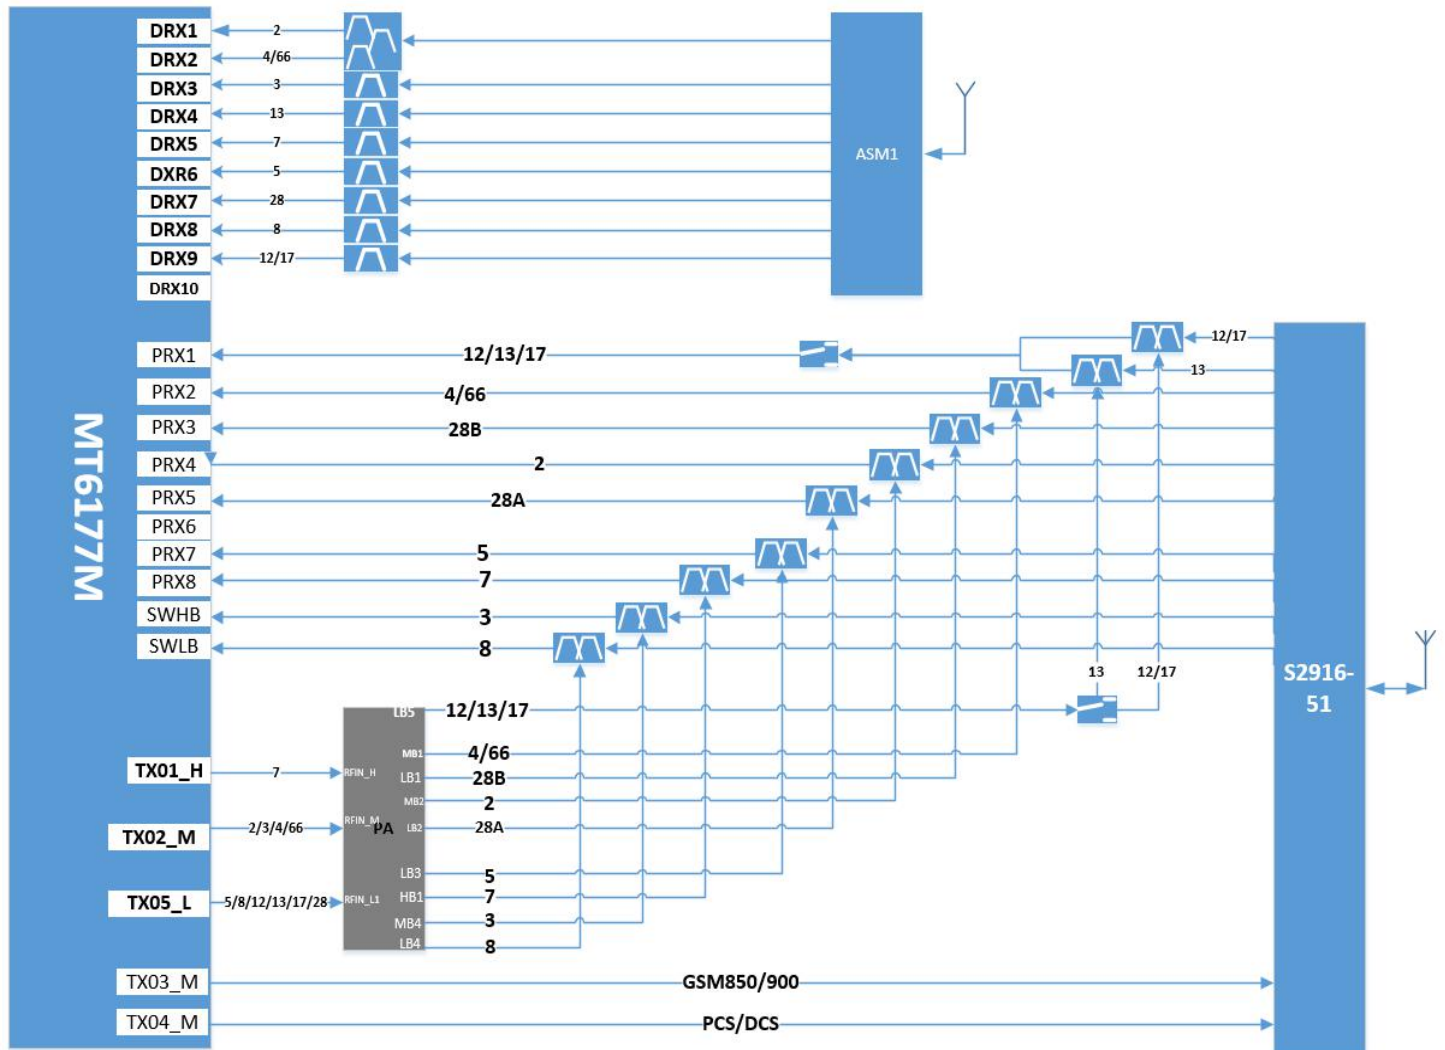 DRX1
2
DRX2
4/66
DRX3
3
DRX4
13
DRX5
7
DXR6
5
DRX7
28
DRX8
8
DRX9
12/17
DRX10
ASM1
PRX1
12/13/17
12/17
13
PRX2
4/66
PRX3
28B
PRX4
2
PRX5
28A
PRX6
PRX7
5
PRX8
7
SWHB
3
SWLB
8
MT6177M
13
12/17
S2916-
51
LB5
12/13/17
MB1
4/66
TX01_H
7
RFIN_H
LB1
28B
MB2
2
TX02_M
2/3/4/66
RFIN_M
PA
LB2
28A
LB3
5
HB1
7
TX05_L
5/8/12/13/17/28
RFIN_L1
MB4
3
LB4
8
TX03_M
GSM850/900
TX04_M
PCS/DCS